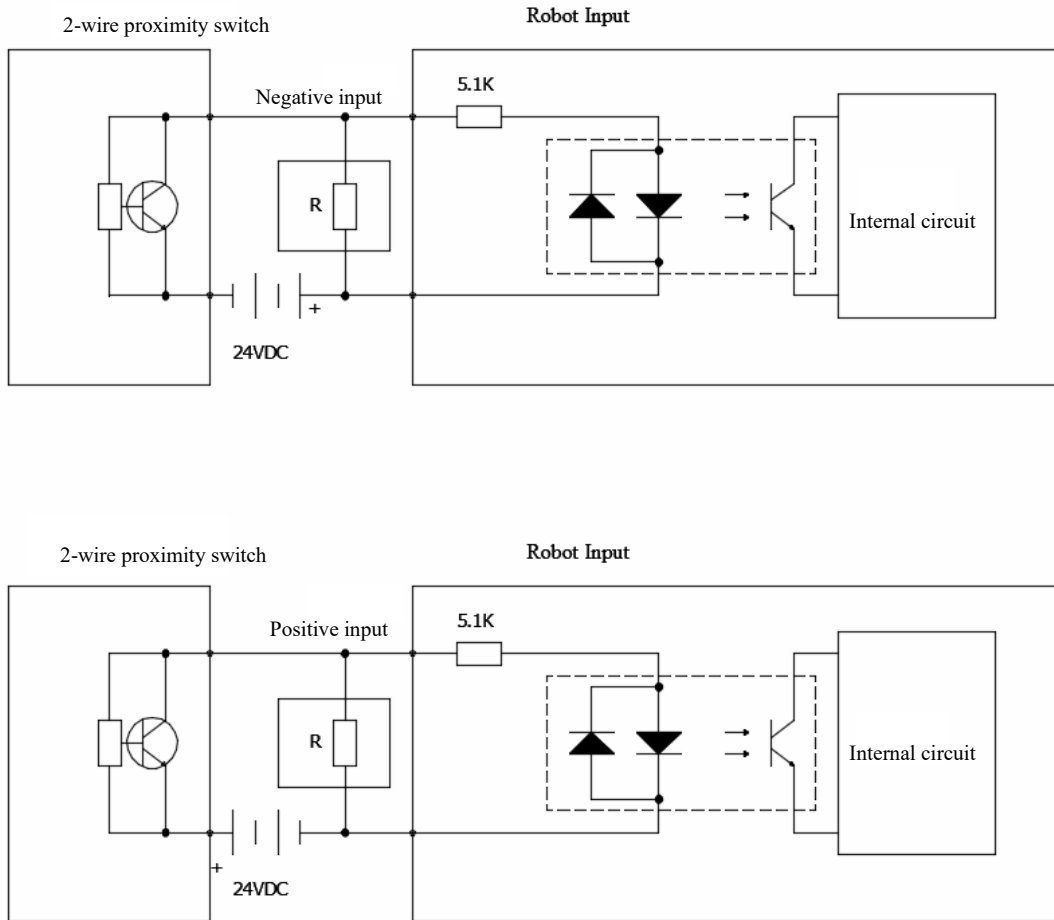 2-wire proximity switch
Robot Input
5.1K
Negative input
R
Internal circuit
+
24VDC
2-wire proximity switch
Robot Input
5.1K
Positive input
R
Internal circuit
+
24VDC